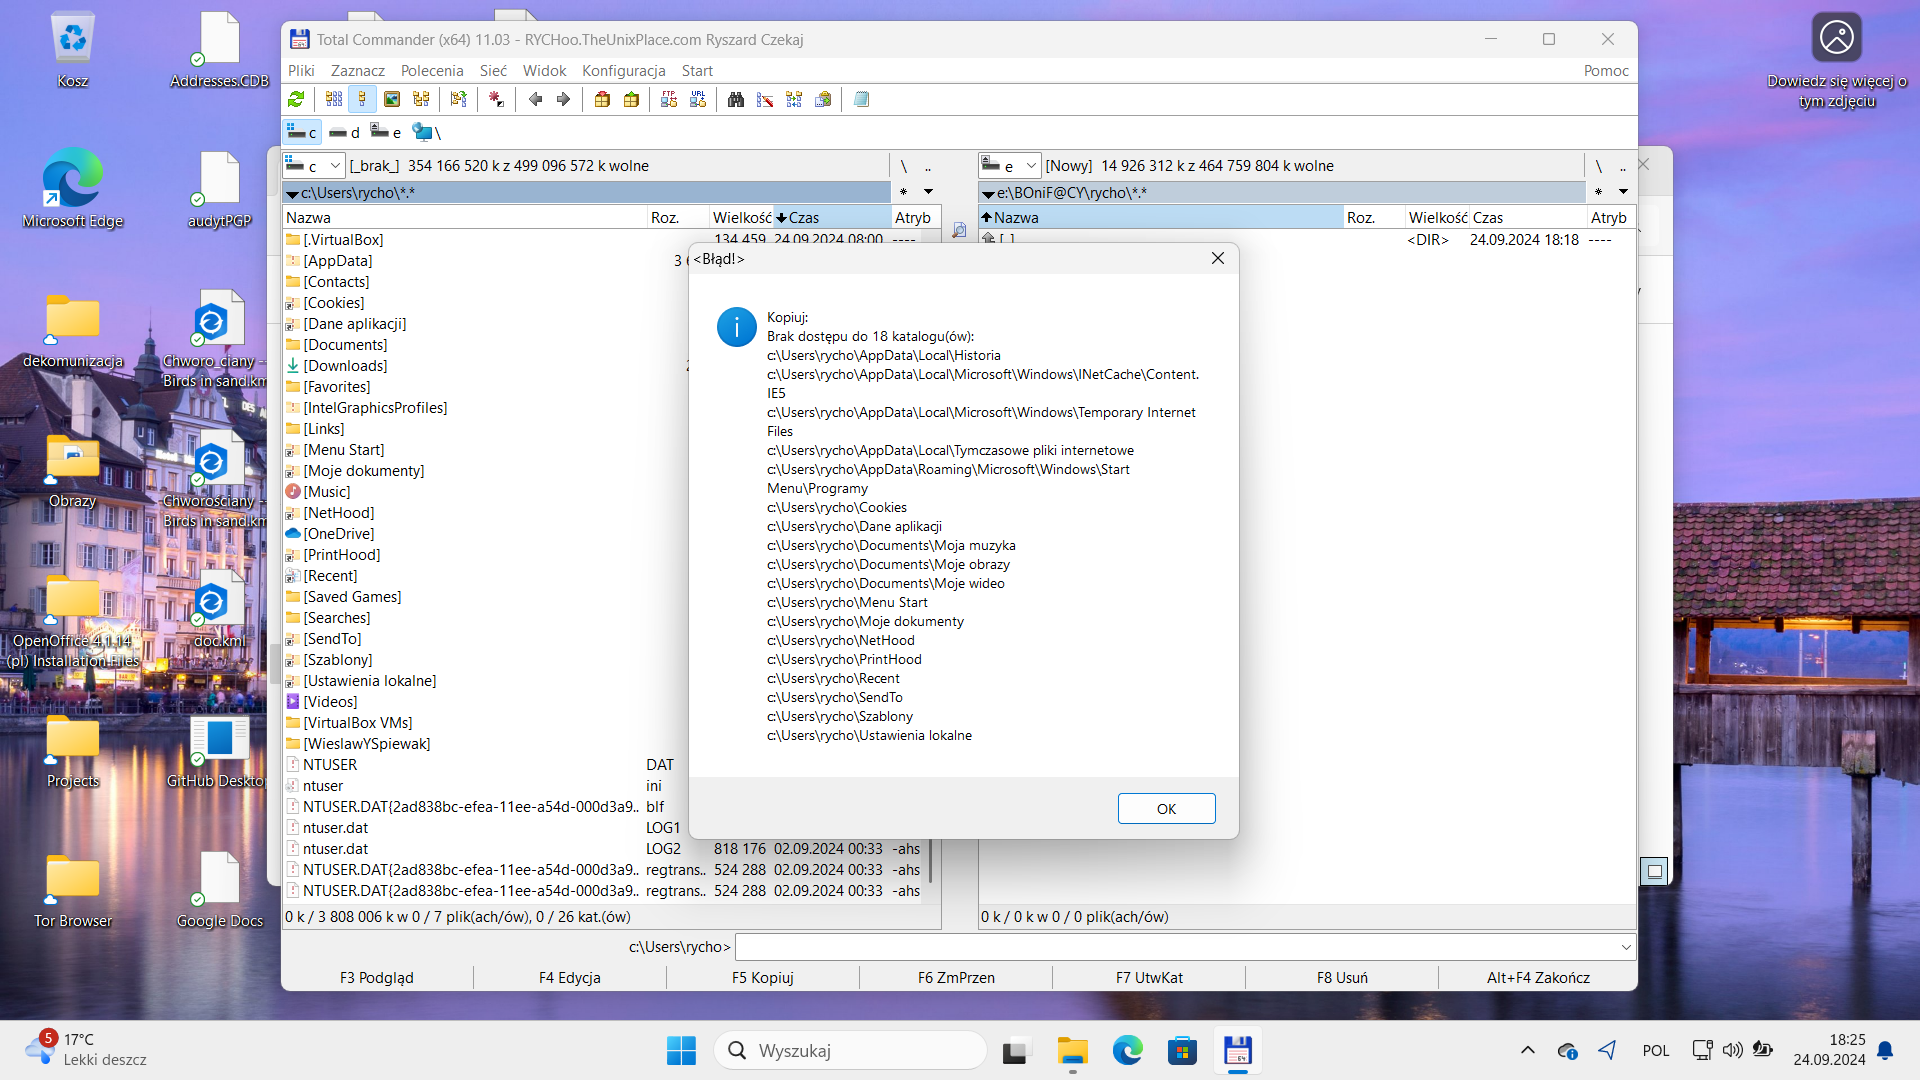 Kosz
Addresses.CDB
Microsoft Edge
audytPGP
dekomunizacja
Chworo_ciany --
Birds in sand.km
Obrazy
Chworościany --
Birds in sand.km
OpenOffice 4.1.14
(pl) Installation Files
doc.kml
Projects
GitHub Desktop
Tor Browser
Google Docs
Dowiedz się więcej o
tym zdjęciu
Total Commander (x64) 11.03 - RYCHoo.TheUnixPlace.com Ryszard Czekaj
Pliki Zaznacz Polecenia Sieć Widok Konfiguracja Start Pomoc
FTP URL
c d e \
c [_brak_] 354 166 520 k z 499 096 572 k wolne \ ..
e [Nowy] 14 926 312 k z 464 759 804 k wolne \ ..
c:\Users\rycho\*.* * 
e:\BOniF@CY\rycho\*.* *
Nazwa Roz. Wielkość Czas Atryb
Nazwa Roz. Wielkość Czas Atryb
[.VirtualBox] 134 459 24.09.2024 08:00 ----
[..] <DIR> 24.09.2024 18:18 ----
[AppData] 3 6
[Contacts]
[Cookies]
[Dane aplikacji]
[Documents]
[Downloads]
[Favorites]
[IntelGraphicsProfiles]
[Links]
[Menu Start]
[Moje dokumenty]
[Music]
[NetHood]
[OneDrive]
[PrintHood]
[Recent]
[Saved Games]
[Searches]
[SendTo]
[Szablony]
[Ustawienia lokalne]
[Videos]
[VirtualBox VMs]
[WieslawYSpiewak]
NTUSER DAT
ntuser ini
NTUSER.DAT{2ad838bc-efea-11ee-a54d-000d3a9.. blf
ntuser.dat LOG1
ntuser.dat LOG2 818 176 02.09.2024 00:33 -ahs
NTUSER.DAT{2ad838bc-efea-11ee-a54d-000d3a9.. regtrans.. 524 288 02.09.2024 00:33 -ahs
NTUSER.DAT{2ad838bc-efea-11ee-a54d-000d3a9.. regtrans.. 524 288 02.09.2024 00:33 -ahs
0 k / 3 808 006 k w 0 / 7 plik(ach/ów), 0 / 26 kat.(ów)
0 k / 0 k w 0 / 0 plik(ach/ów)
<Błąd!>
Kopiuj:
Brak dostępu do 18 katalogu(ów):
c:\Users\rycho\AppData\Local\Historia
c:\Users\rycho\AppData\Local\Microsoft\Windows\INetCache\Content.
IE5
c:\Users\rycho\AppData\Local\Microsoft\Windows\Temporary Internet
Files
c:\Users\rycho\AppData\Local\Tymczasowe pliki internetowe
c:\Users\rycho\AppData\Roaming\Microsoft\Windows\Start
Menu\Programy
c:\Users\rycho\Cookies
c:\Users\rycho\Dane aplikacji
c:\Users\rycho\Documents\Moja muzyka
c:\Users\rycho\Documents\Moje obrazy
c:\Users\rycho\Documents\Moje wideo
c:\Users\rycho\Menu Start
c:\Users\rycho\Moje dokumenty
c:\Users\rycho\NetHood
c:\Users\rycho\PrintHood
c:\Users\rycho\Recent
c:\Users\rycho\SendTo
c:\Users\rycho\Szablony
c:\Users\rycho\Ustawienia lokalne
OK
c:\Users\rycho>
F3 Podgląd F4 Edycja F5 Kopiuj F6 ZmPrzen F7 UtwKat F8 Usuń Alt+F4 Zakończ
5 17°C
Lekki deszcz
Wyszukaj
64
POL
18:25
24.09.2024